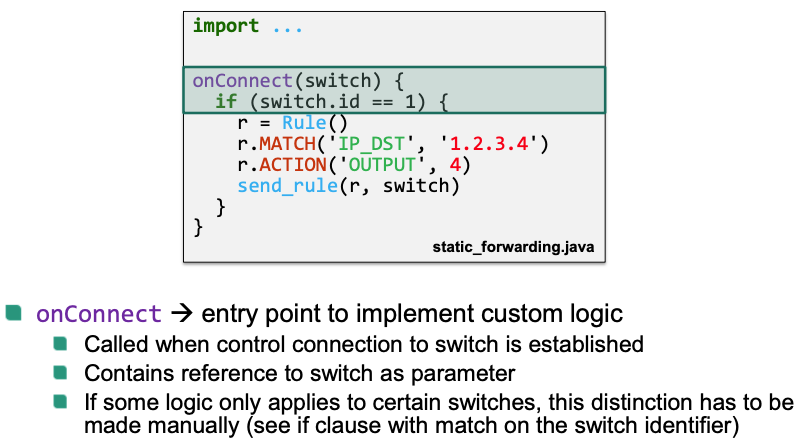 import ...
onConnect(switch) {
if (switch.id == 1) {
r = Rule()
r.MATCH('IP_DST', '1.2.3.4')
r.ACTION('OUTPUT', 4)
send_rule(r, switch)
}
}
static_forwarding.java
onConnect → entry point to implement custom logic
Called when control connection to switch is established
Contains reference to switch as parameter
If some logic only applies to certain switches, this distinction has to be
made manually (see if clause with match on the switch identifier)